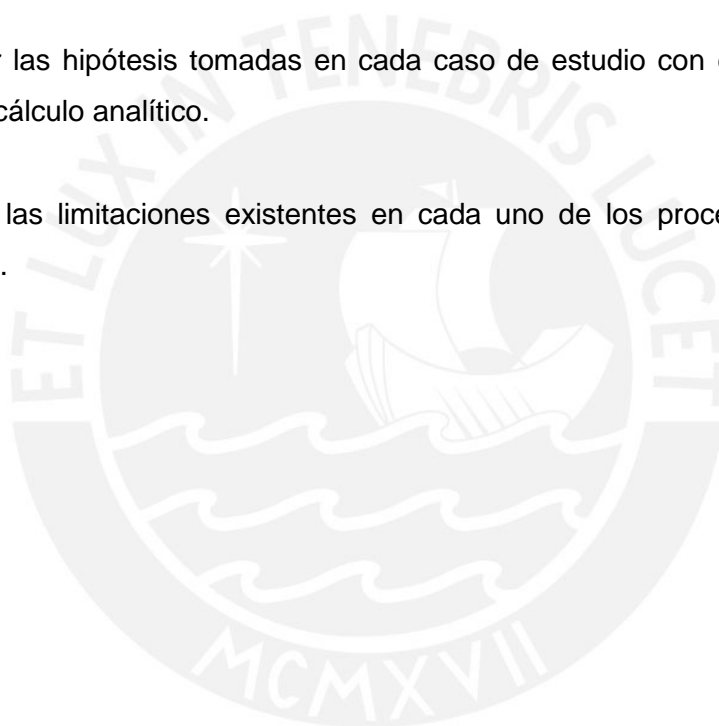 r las hipótesis tomadas en cada caso de estudio con
cálculo analítico.
las limitaciones existentes en cada uno de los proce
.
ET LUX IN TENEBRIS LUCET
MCMXVII